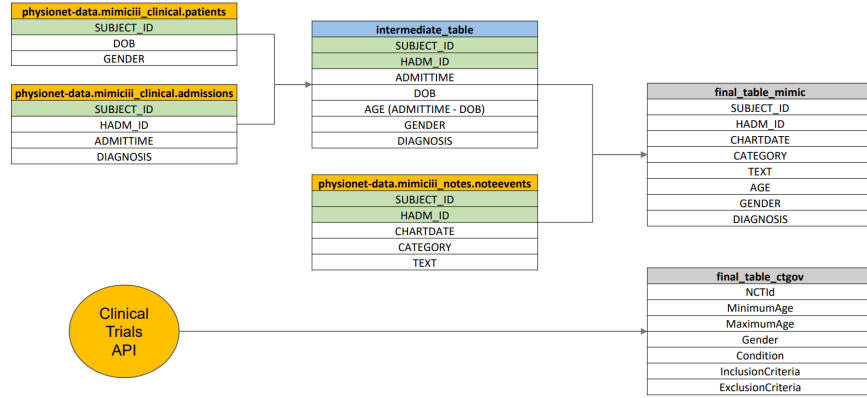 physionet-data.mimiciii_clinical.patients
SUBJECT_ID
DOB
GENDER
physionet-data.mimiciii_clinical.admissions
SUBJECT_ID
HADM_ID
ADMITTIME
DIAGNOSIS
intermediate_table
SUBJECT_ID
HADM_ID
ADMITTIME
DOB
AGE (ADMITTIME - DOB)
GENDER
DIAGNOSIS
physionet-data.mimiciii_notes.noteevents
SUBJECT_ID
HADM_ID
CHARTDATE
CATEGORY
TEXT
final_table_mimic
SUBJECT_ID
HADM_ID
CHARTDATE
CATEGORY
TEXT
AGE
GENDER
DIAGNOSIS
Clinical
Trials
API
final_table_ctgov
NCTId
MinimumAge
MaximumAge
Gender
Condition
InclusionCriteria
ExclusionCriteria